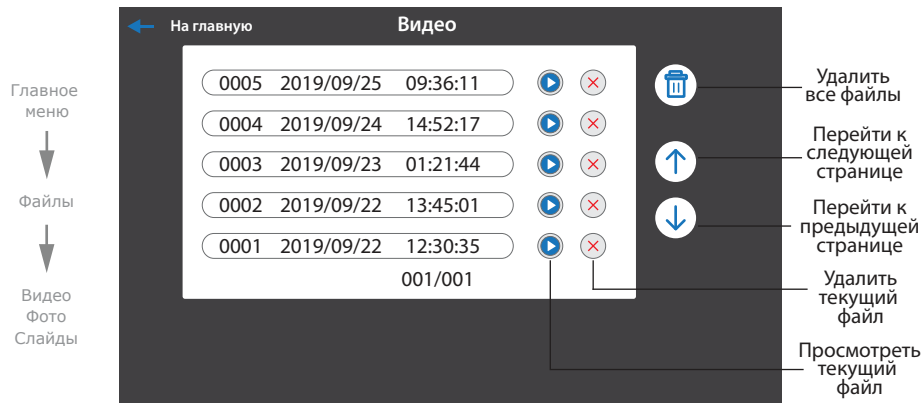 На главную
Видео
0005 2019/09/25 09:36:11
0004 2019/09/24 14:52:17
0003 2019/09/23 01:21:44
0002 2019/09/22 13:45:01
0001 2019/09/22 12:30:35
001/001
Главное
меню
Файлы
Видео
Фото
Слайды
Удалить
все файлы
Перейти к
следующей
странице
Перейти к
предыдущей
странице
Удалить
текущий
файл
Просмотреть
текущий
файл